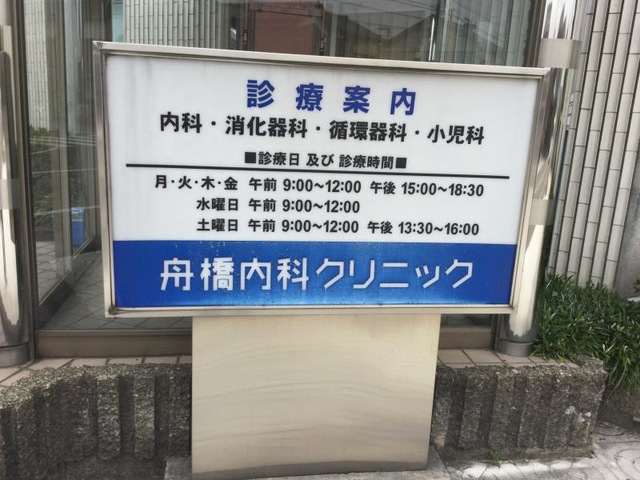 診療案内
内科・消化器科・循環器科・小児科
■診療日 及び 診療時間■
月・火・木・金 午前 9:00～12:00 午後 15:00～18:30
水曜日 午前 9:00～12:00
土曜日 午前 9:00～12:00 午後 13:30～16:00
舟橋内科クリニック